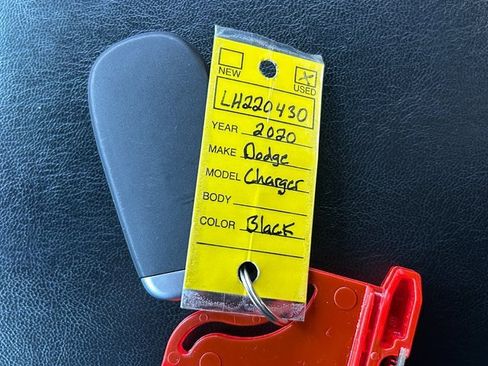 NEW USED
LH220430
YEAR 2020
MAKE Dodge
MODEL Charger
BODY
COLOR Black